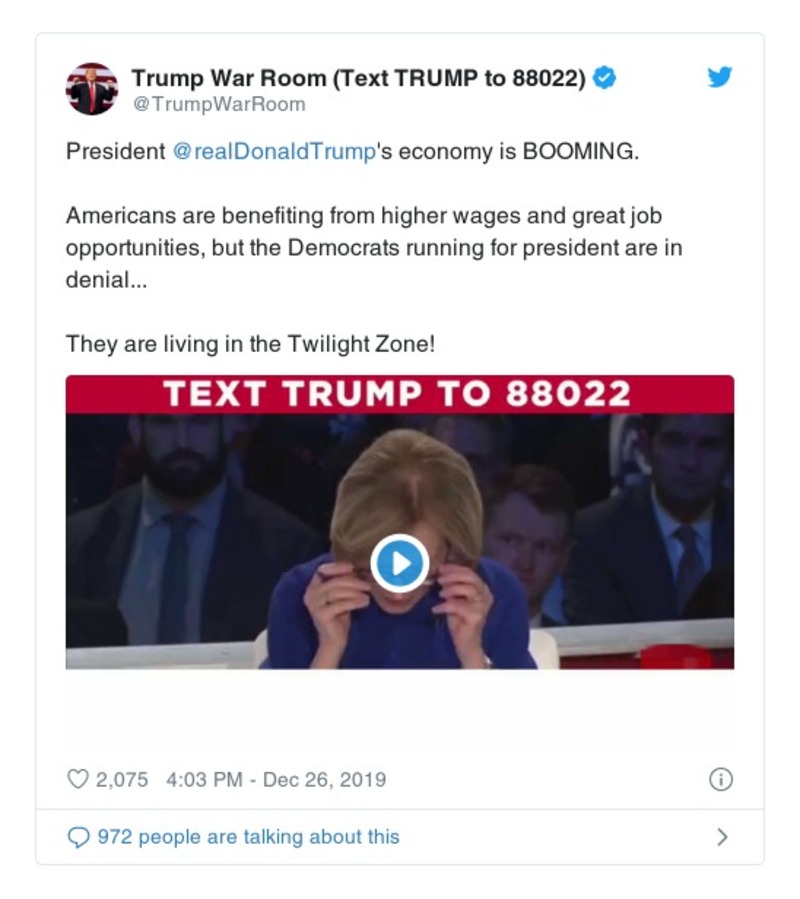 Trump War Room (Text TRUMP to 88022)
@TrumpWarRoom
President @realDonaldTrump's economy is BOOMING.
Americans are benefiting from higher wages and great job
opportunities, but the Democrats running for president are in
denial...
They are living in the Twilight Zone!
TEXT TRUMP TO 88022
2,075 4:03 PM - Dec 26, 2019
972 people are talking about this